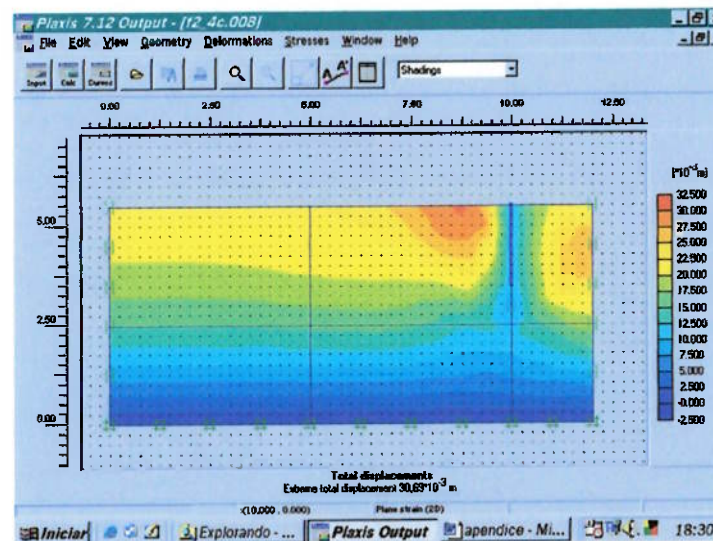 Plaxis 7.12 Output - [f2_4c.008]
File Edit View Geometry Deformations Stresses Window Help
Input Calc Curves Shadings
0.00 2.50 5.00 7.50 10.00 12.50
5.00
2.50
0.00
[*10⁻³ m]
32.500
30.000
27.500
25.000
22.500
20.000
17.500
15.000
12.500
10.000
7.500
5.000
2.500
-0.000
-2.500
Total displacements
Extreme total displacement 30,69*10⁻³ m
(10.000 , 0.000) Plane strain (2D)
Iniciar Explorando - ... Plaxis Output apendice - Mi... 18:30